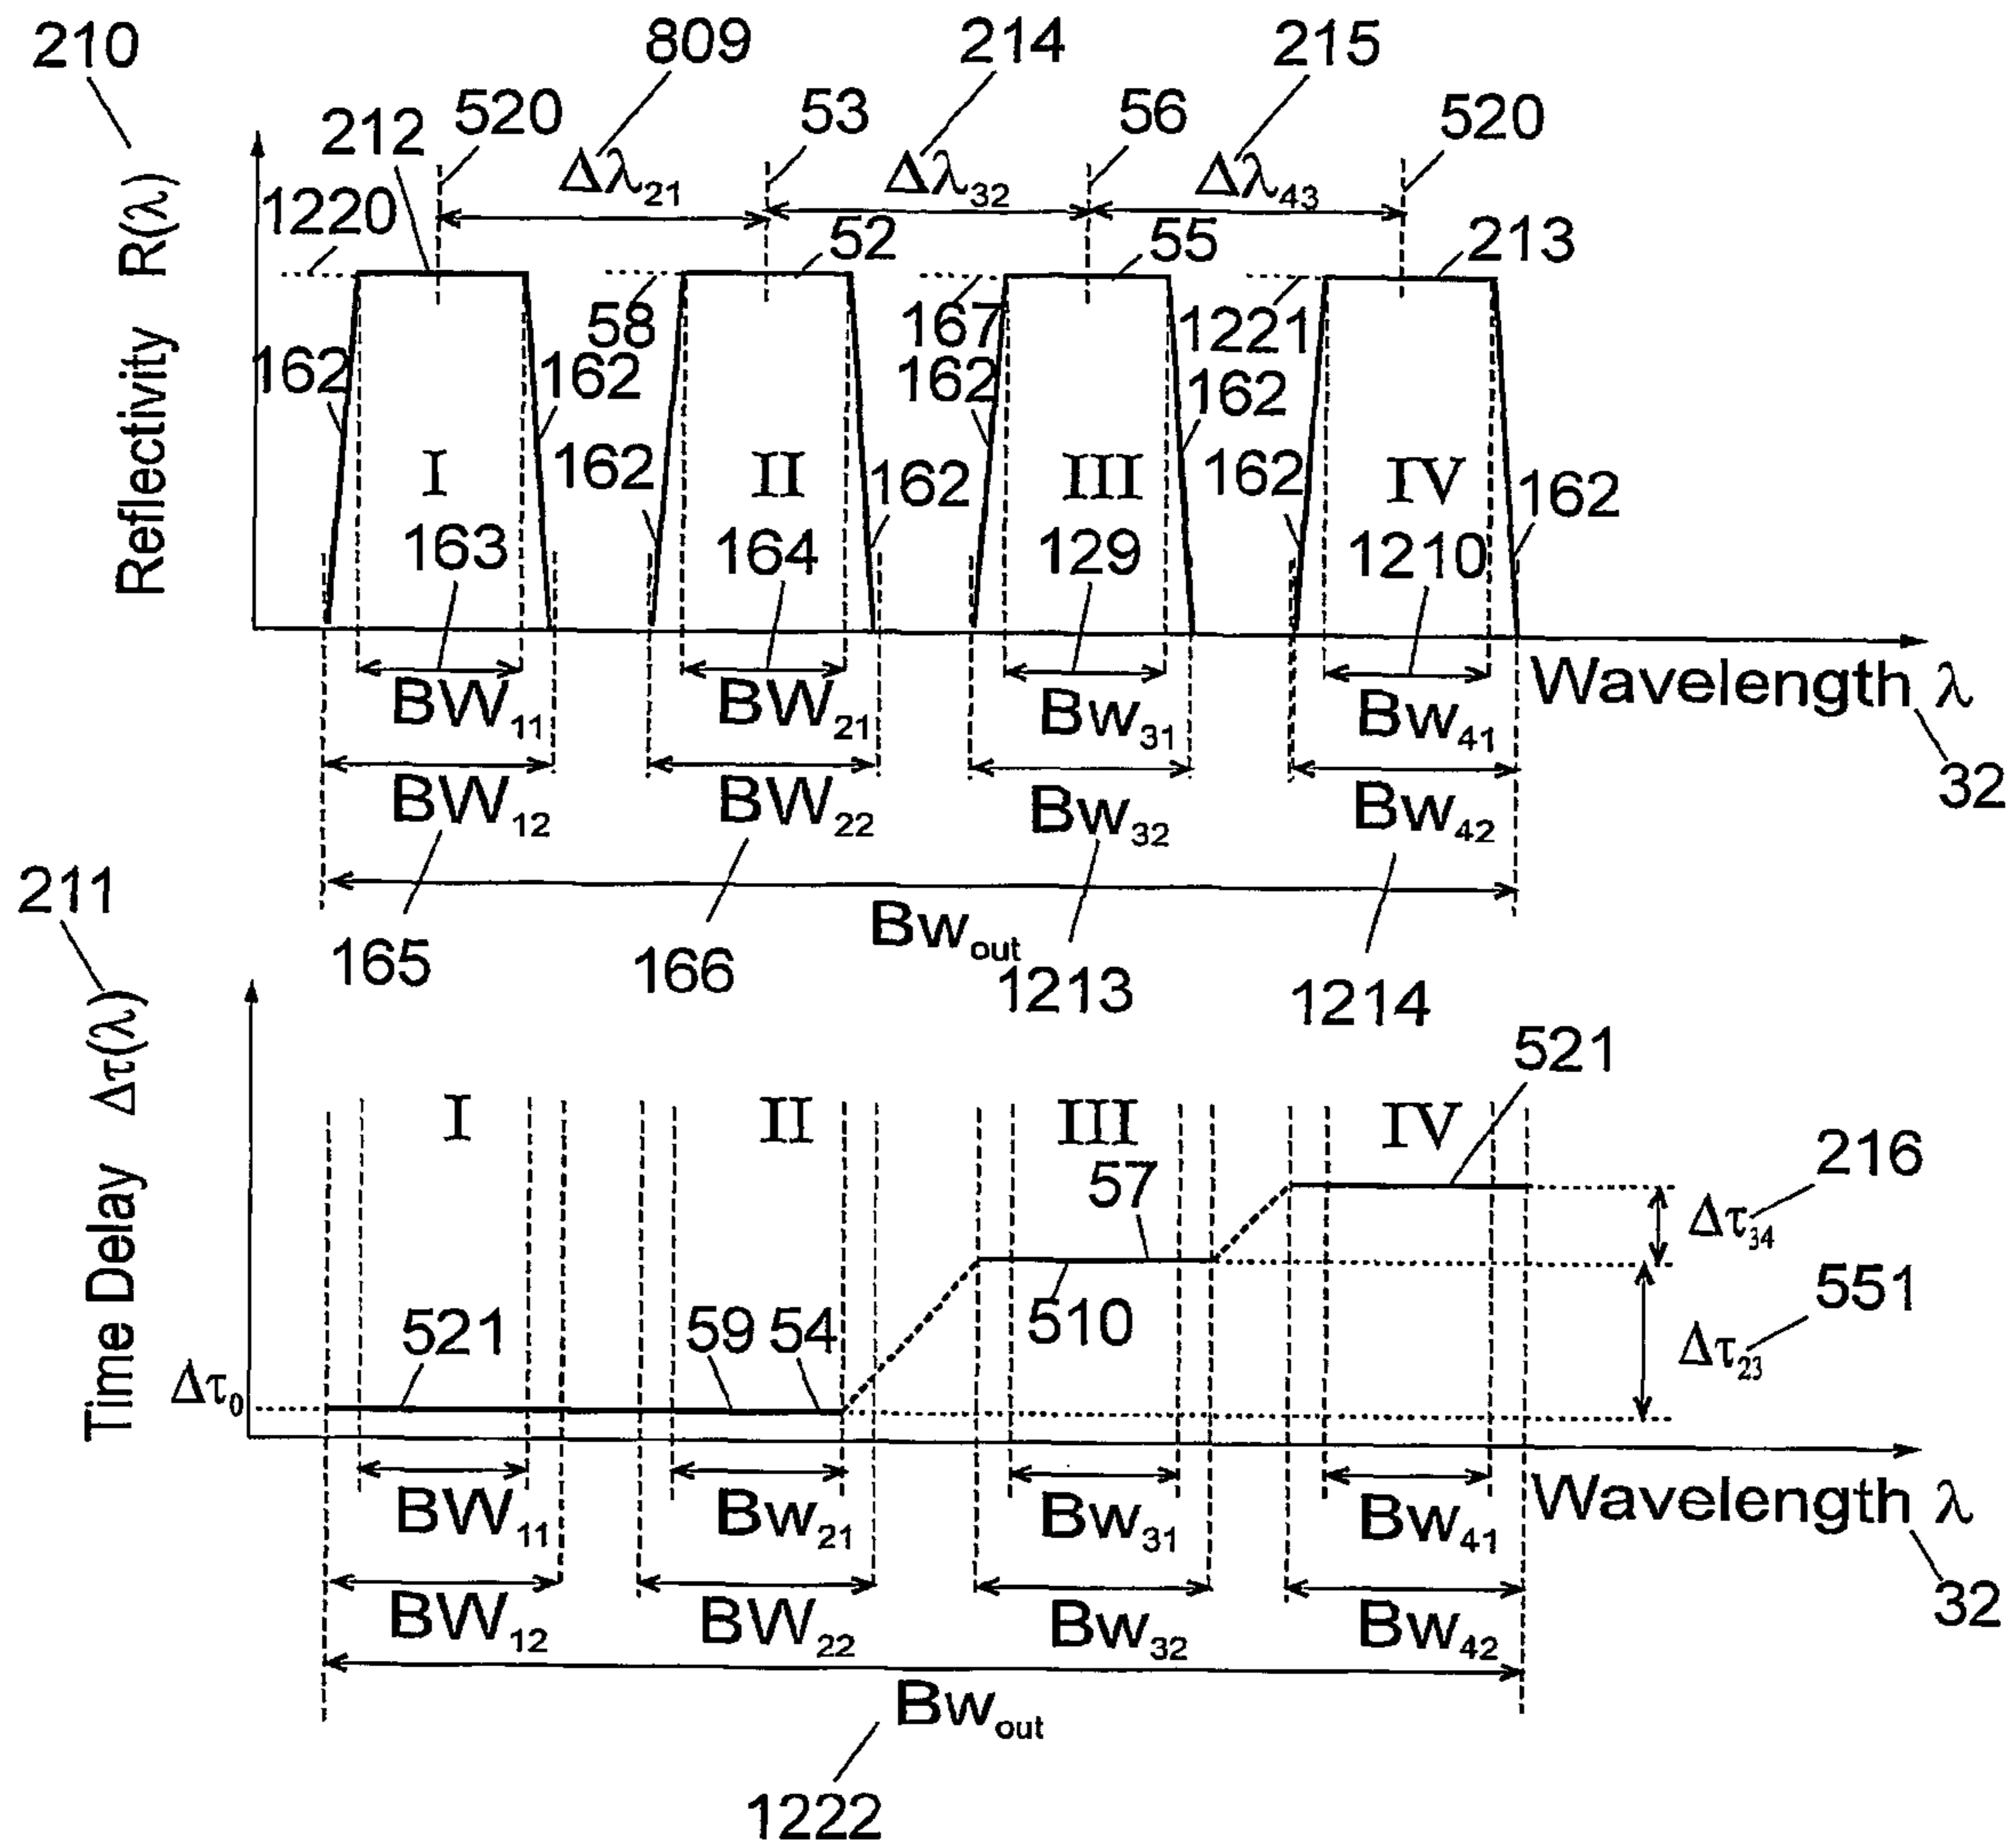 210
809
214
215
212
520
53
56
520
Δλ₂₁
Δλ₃₂
Δλ₄₃
1220
52
55
213
58
167
1221
Reflectivity R(λ)
162
162
162
162
162
162
162
162
I
II
III
IV
163
164
129
1210
BW₁₁
BW₂₁
Bw₃₁
Bw₄₁
Wavelength λ
32
BW₁₂
BW₂₂
Bw₃₂
Bw₄₂
Bw_out
165
166
1213
1214
211
Time Delay Δτ(λ)
521
I
II
III
IV
216
57
Δτ₃₄
551
521
59
54
510
Δτ₂₃
Δτ₀
BW₁₁
Bw₂₁
Bw₃₁
Bw₄₁
Wavelength λ
32
BW₁₂
BW₂₂
Bw₃₂
Bw₄₂
Bw_out
1222